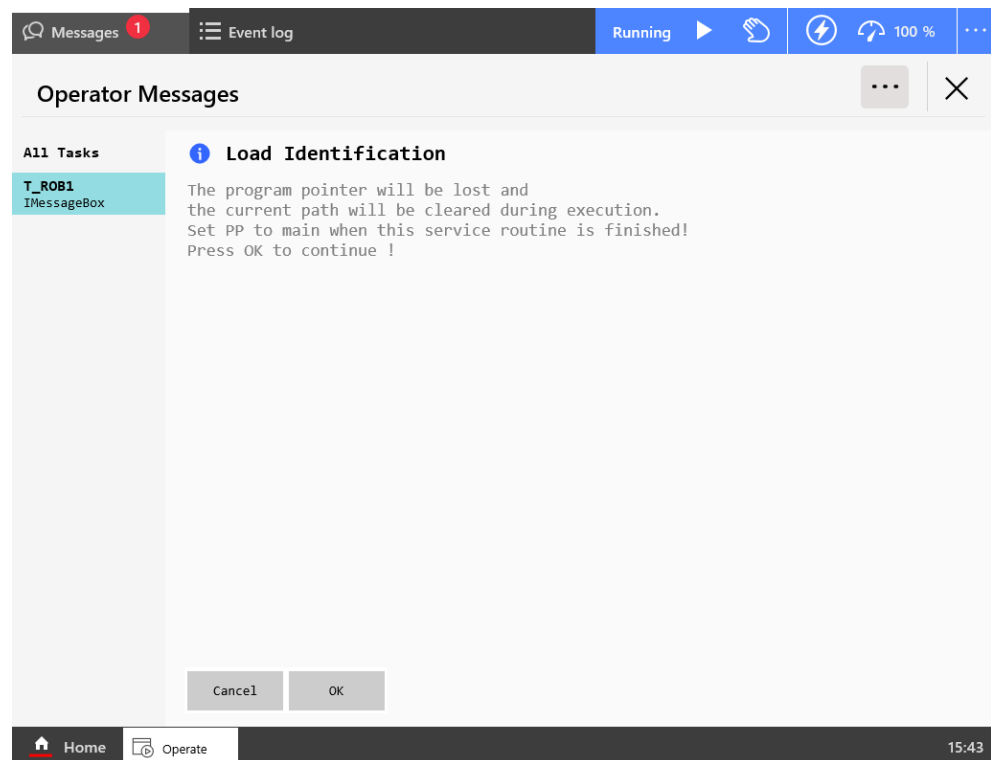 Messages 1
Event log
Running
100 %
Operator Messages
All Tasks
T_ROB1
IMessageBox
Load Identification
The program pointer will be lost and
the current path will be cleared during execution.
Set PP to main when this service routine is finished!
Press OK to continue !
Cancel
OK
Home
Operate
15:43